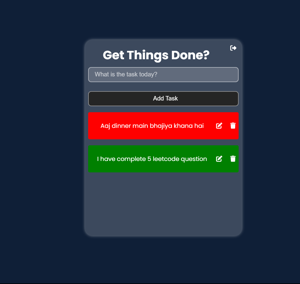 Get Things Done?
What is the task today?
Add Task
Aaj dinner main bhajiya khana hai
I have complete 5 leetcode question